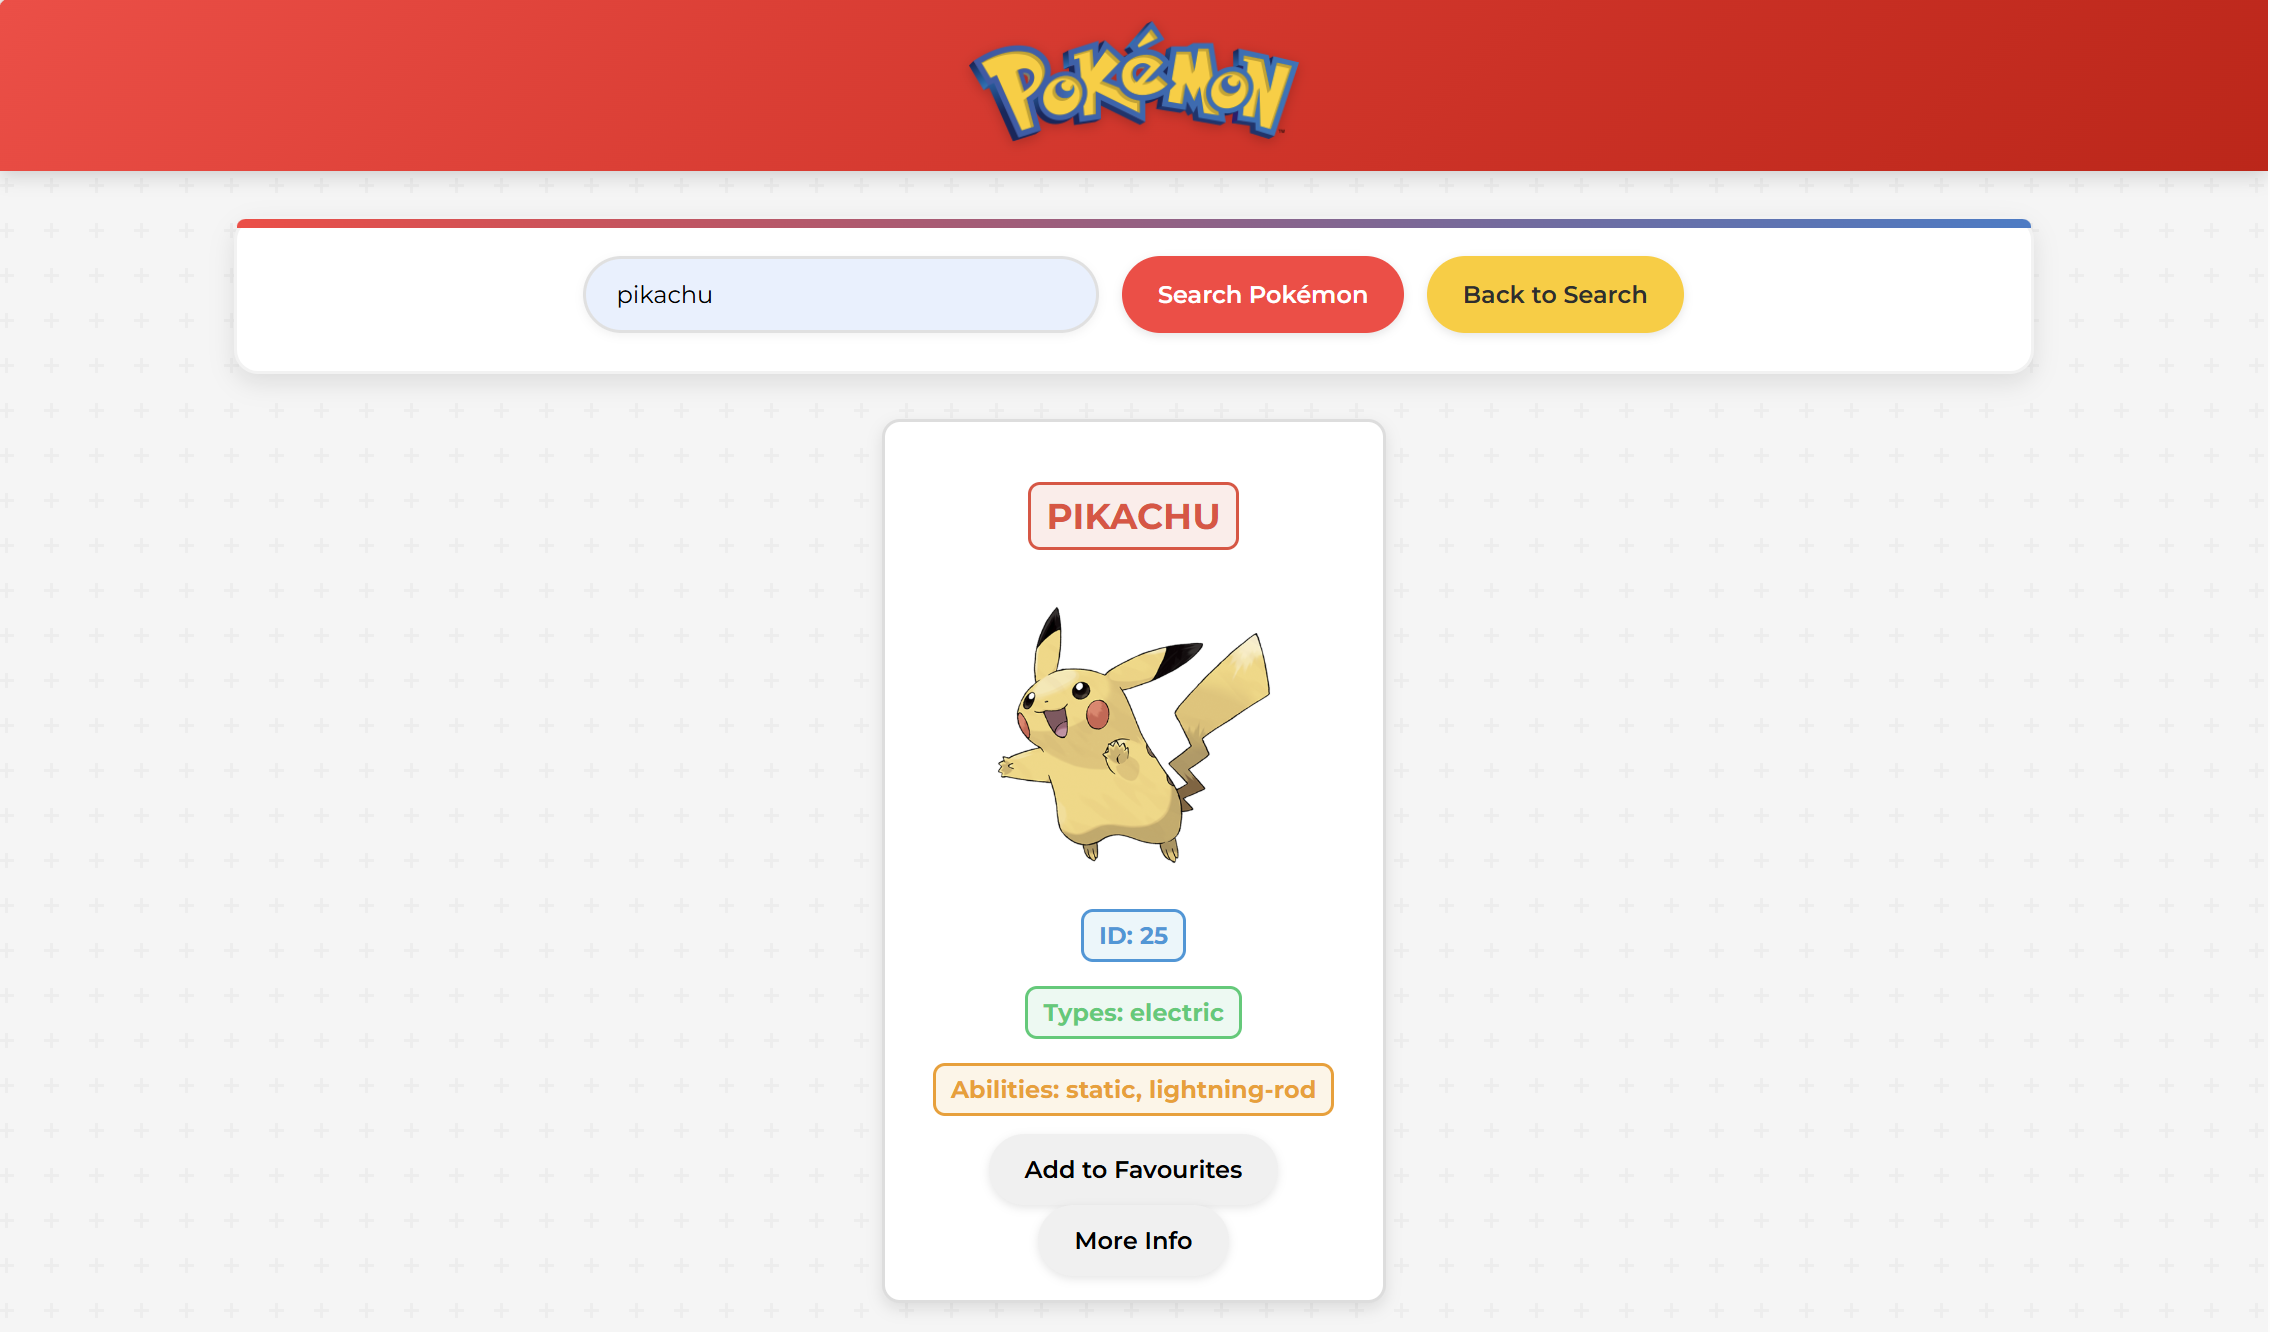 POKéMON
pikachu
Search Pokémon
Back to Search
PIKACHU
ID: 25
Types: electric
Abilities: static, lightning-rod
Add to Favourites
More Info